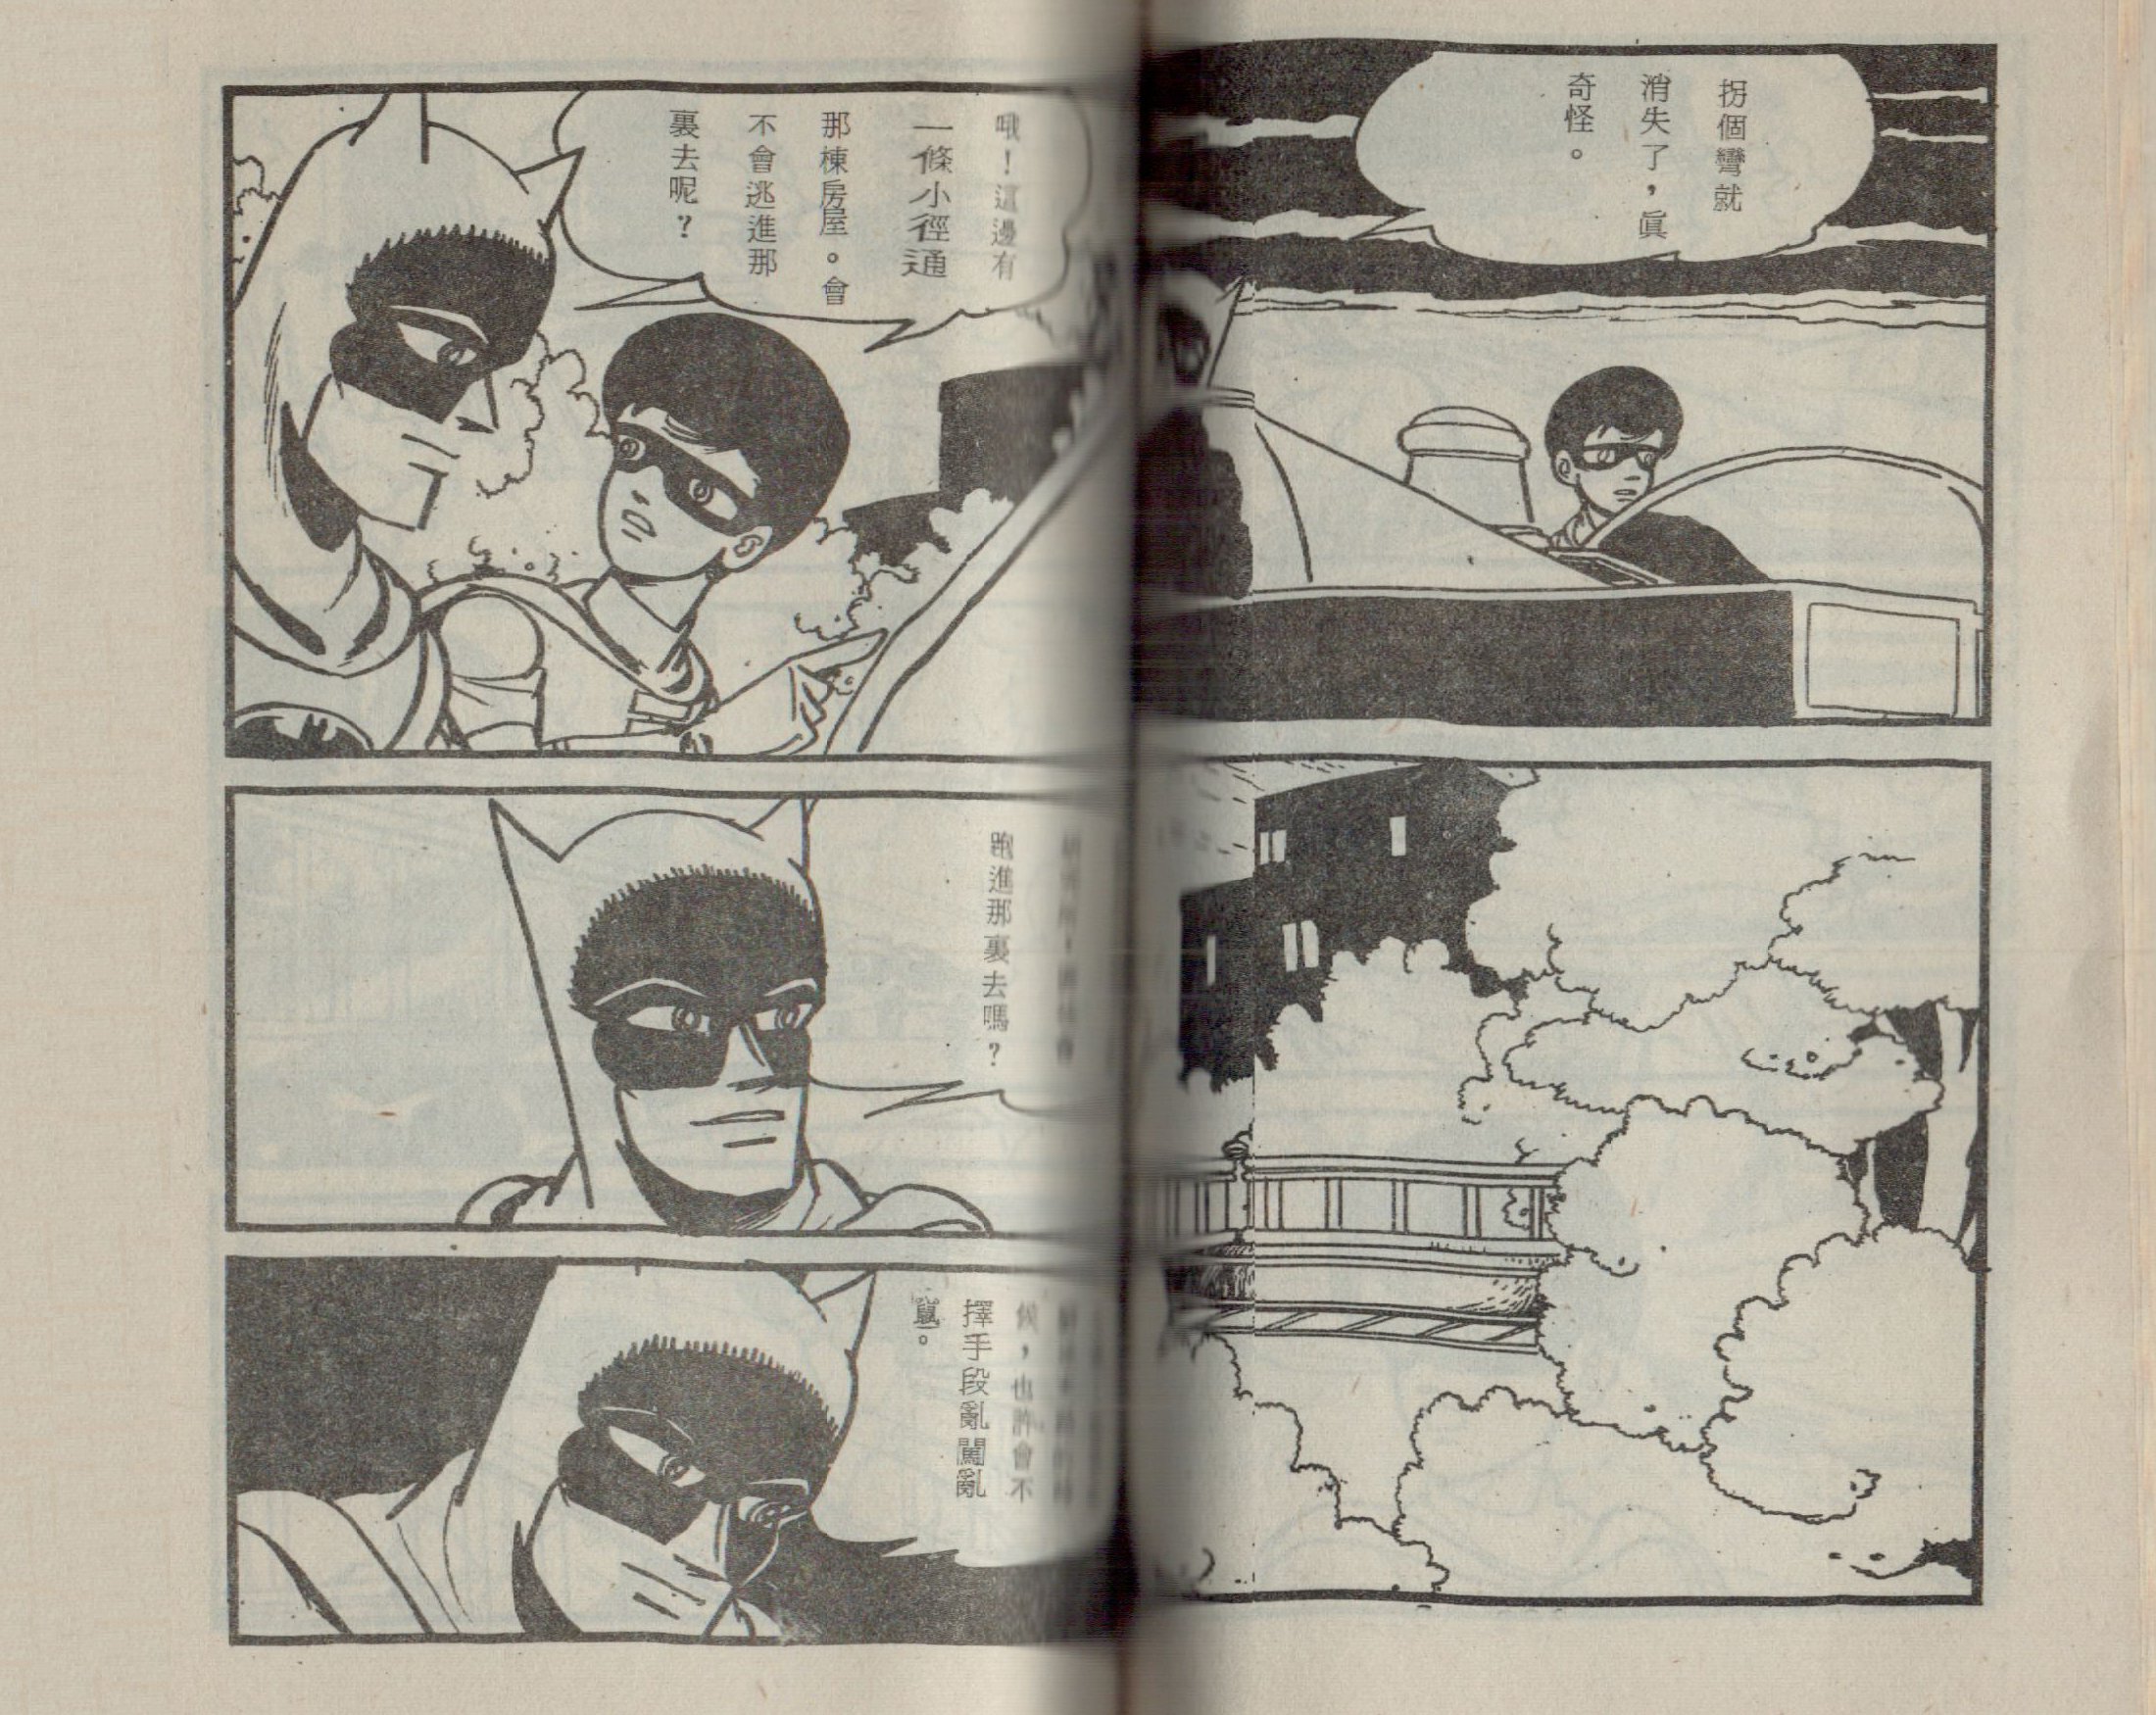 拐個彎就
消失了，眞
奇怪。
哦！這邊有
一條小徑通
那棟房屋。會
不會逃進那
裏去呢？
跑進那裏去嗎？
候，也許會不
擇手段亂闖亂
竄。